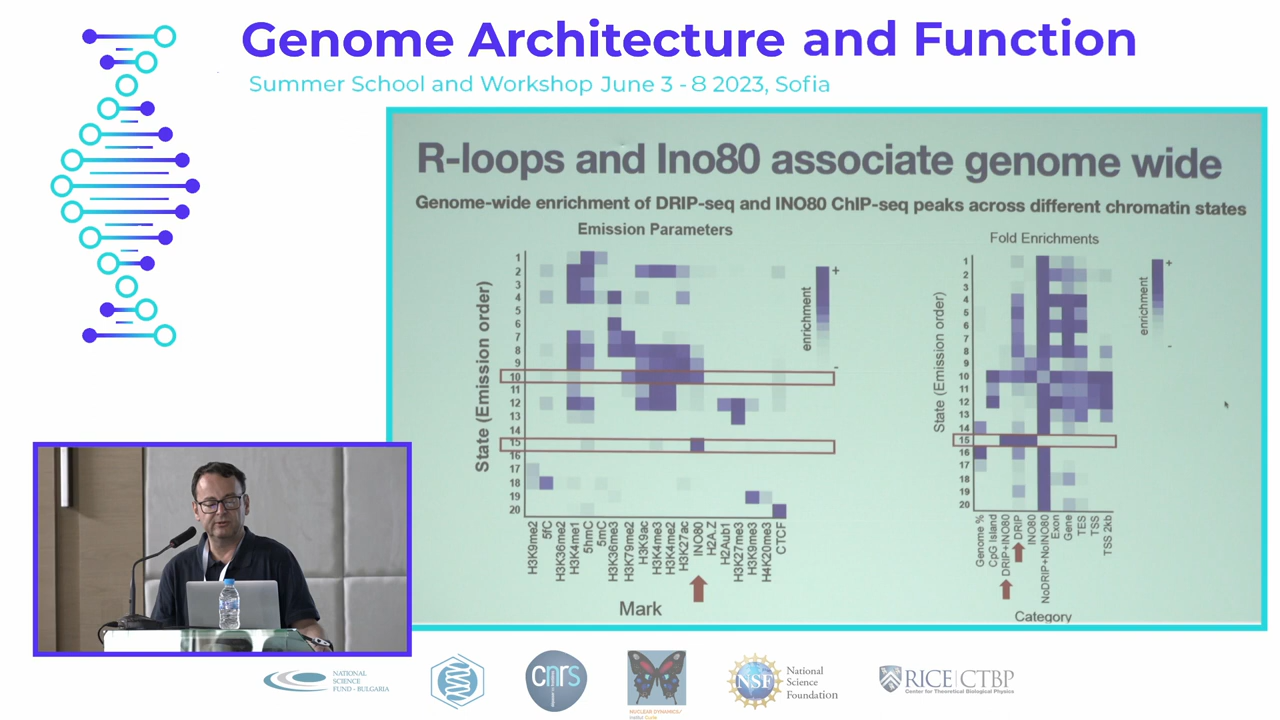 Genome Architecture and Function
Summer School and Workshop June 3 - 8 2023, Sofia
R-loops and Ino80 associate genome wide
Genome-wide enrichment of DRIP-seq and INO80 ChIP-seq peaks across different chromatin states
Emission Parameters
State (Emission order)
1
2
3
4
5
6
7
8
9
10
11
12
13
14
15
16
17
18
19
20
H3K9me2
5fC
H3K36me2
H3K4me1
5hmC
5mC
H3K36me3
H3K79me2
H3K9ac
H3K4me3
H3K4me2
H3K27ac
INO80
H2A.Z
H2Aub1
H3K27me3
H3K9me3
H4K20me3
CTCF
Mark
enrichment
+
-
Fold Enrichments
State (Emission order)
1
2
3
4
5
6
7
8
9
10
11
12
13
14
15
16
17
18
19
20
Genome %
CpG Island
DRIP+INO80
DRIP
INO80
NoDRIP+NoINO80
Exon
Gene
TES
TSS
TSS 2kb
Category
enrichment
+
-
NATIONAL
SCIENCE
FUND - BULGARIA
cnrs
NUCLEAR DYNAMICS/
Institut Curie
NSF
National
Science
Foundation
RICE | CTBP
Center for Theoretical Biological Physics